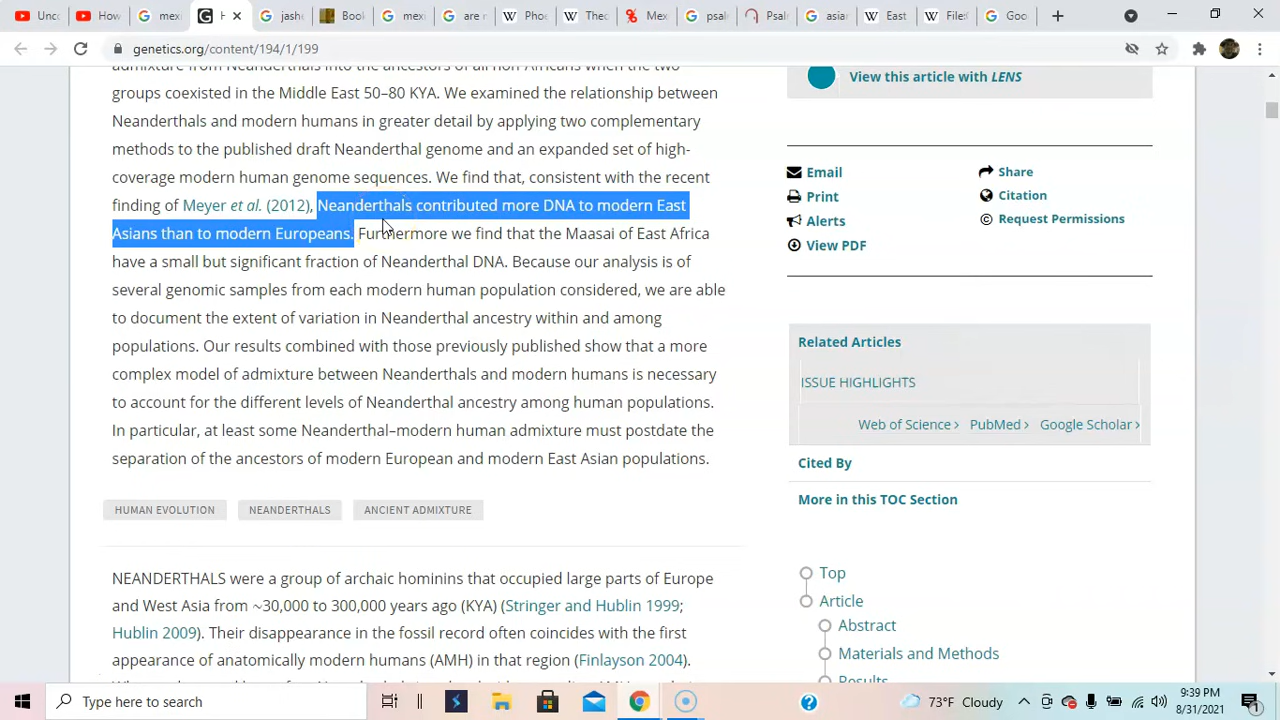 Unc
How
mexi
H
jashe
Book
mex
are r
Pho
Thec
Mex
psal
Psal
asiar
East
Filet
Goo
genetics.org/content/194/1/199
admixture from Neanderthals into the ancestors of all non-Africans when the two
groups coexisted in the Middle East 50–80 KYA. We examined the relationship between
Neanderthals and modern humans in greater detail by applying two complementary
methods to the published draft Neanderthal genome and an expanded set of high-
coverage modern human genome sequences. We find that, consistent with the recent
finding of Meyer et al. (2012), Neanderthals contributed more DNA to modern East
Asians than to modern Europeans. Furthermore we find that the Maasai of East Africa
have a small but significant fraction of Neanderthal DNA. Because our analysis is of
several genomic samples from each modern human population considered, we are able
to document the extent of variation in Neanderthal ancestry within and among
populations. Our results combined with those previously published show that a more
complex model of admixture between Neanderthals and modern humans is necessary
to account for the different levels of Neanderthal ancestry among human populations.
In particular, at least some Neanderthal–modern human admixture must postdate the
separation of the ancestors of modern European and modern East Asian populations.
HUMAN EVOLUTION
NEANDERTHALS
ANCIENT ADMIXTURE
NEANDERTHALS were a group of archaic hominins that occupied large parts of Europe
and West Asia from ~30,000 to 300,000 years ago (KYA) (Stringer and Hublin 1999;
Hublin 2009). Their disappearance in the fossil record often coincides with the first
appearance of anatomically modern humans (AMH) in that region (Finlayson 2004).
View this article with LENS
Email
Share
Print
Citation
Alerts
Request Permissions
View PDF
Related Articles
ISSUE HIGHLIGHTS
Web of Science ›
PubMed ›
Google Scholar ›
Cited By
More in this TOC Section
Top
Article
Abstract
Materials and Methods
Results
Type here to search
73°F Cloudy
9:39 PM
8/31/2021